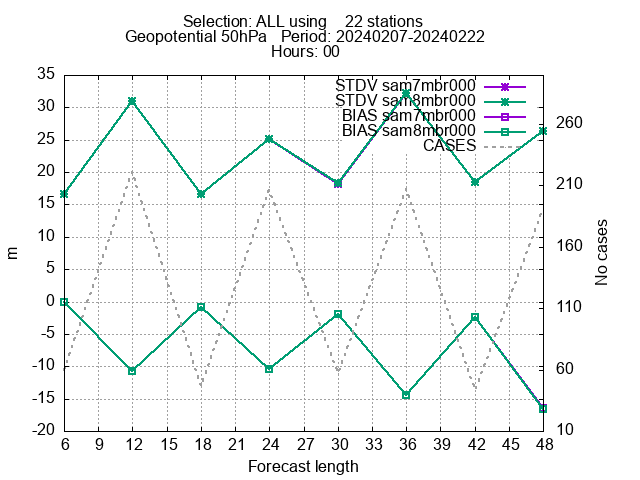 Selection: ALL using    22 stations
Geopotential 50hPa   Period: 20240207-20240222
Hours: 00
35
30
25
20
15
10
5
0
-5
-10
-15
-20
m
STDV sam7mbr000
STDV sam8mbr000
BIAS sam7mbr000
BIAS sam8mbr000
CASES
260
210
160
110
60
10
No cases
6 9 12 15 18 21 24 27 30 33 36 39 42 45 48
Forecast length